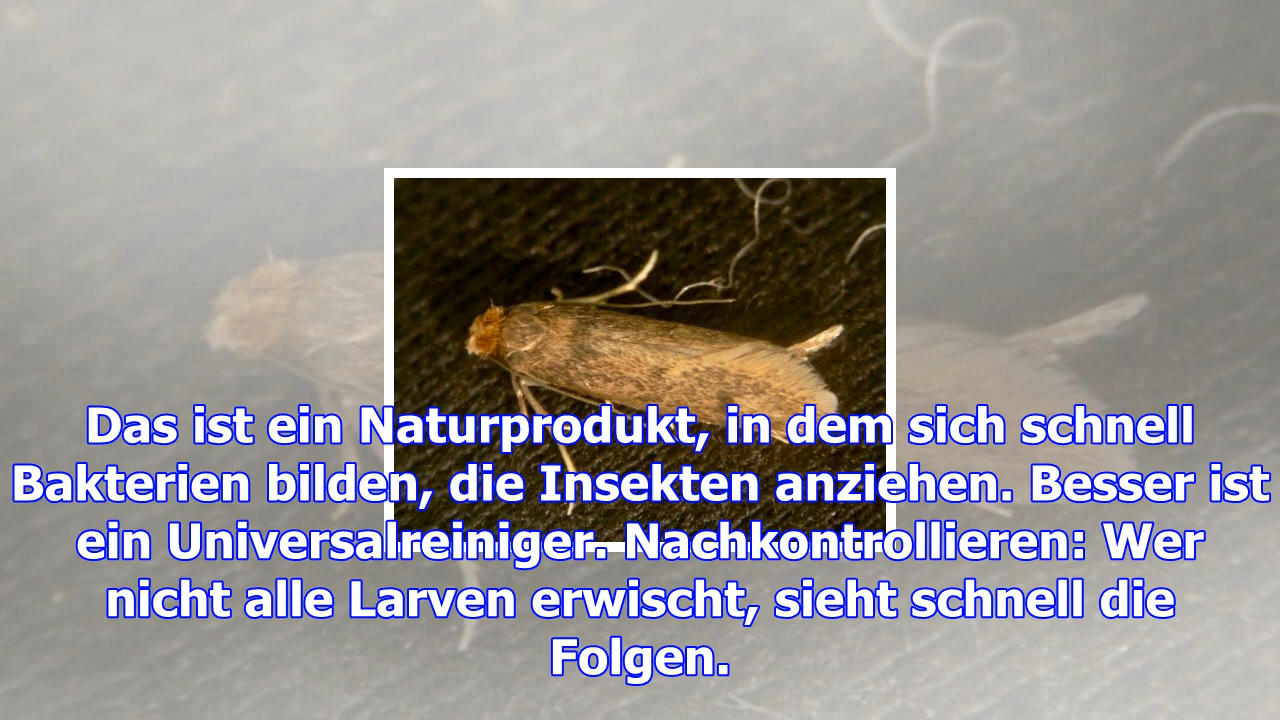 Das ist ein Naturprodukt, in dem sich schnell
Bakterien bilden, die Insekten anziehen. Besser ist
ein Universalreiniger. Nachkontrollieren: Wer
nicht alle Larven erwischt, sieht schnell die
Folgen.